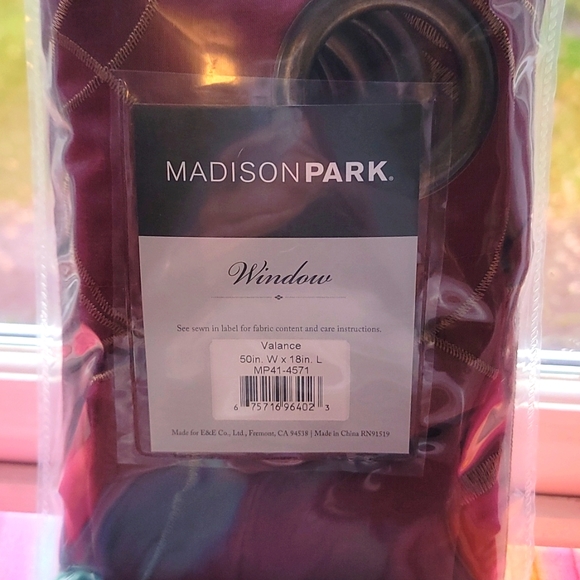 MADISONPARK®
Window
See sewn in label for fabric content and care instructions.
Valance
50in. W x 18in. L
MP41-4571
6 75716 96402 3
Made for E&E Co., Ltd., Fremont, CA 94538 | Made in China RN91519